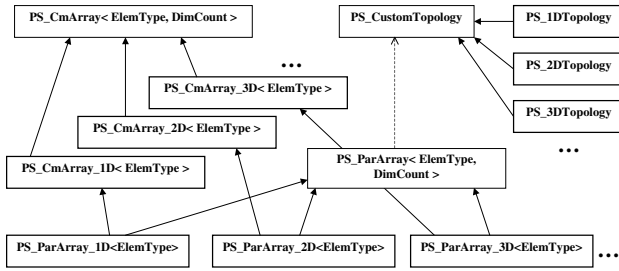 PS_CmArray< ElemType, DimCount >
PS_CustomTopology
PS_1DTopology
PS_2DTopology
PS_3DTopology
...
...
PS_CmArray_3D< ElemType >
PS_CmArray_2D< ElemType >
PS_CmArray_1D< ElemType >
PS_ParArray< ElemType,
DimCount >
PS_ParArray_1D<ElemType>
PS_ParArray_2D<ElemType>
PS_ParArray_3D<ElemType>
...